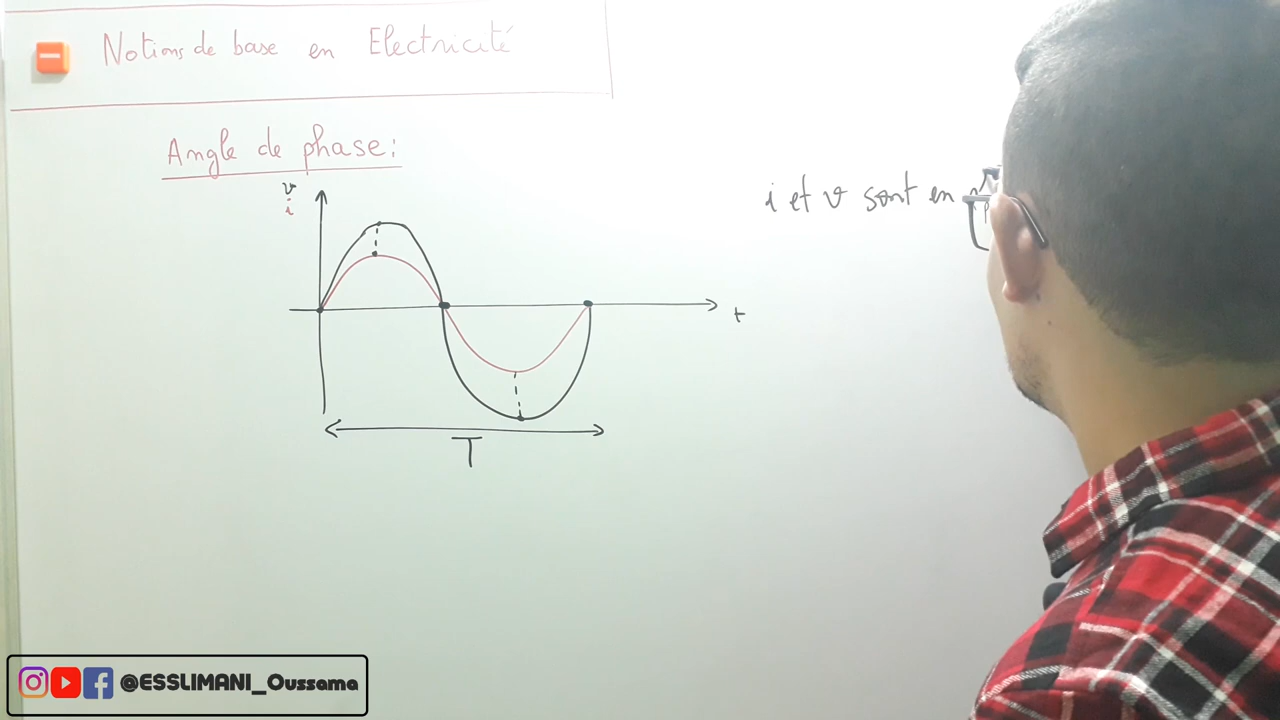 Notions de base en Electricité
Angle de phase:
v
i
i et v sont en
t
T
@ESSLIMANI_Oussama